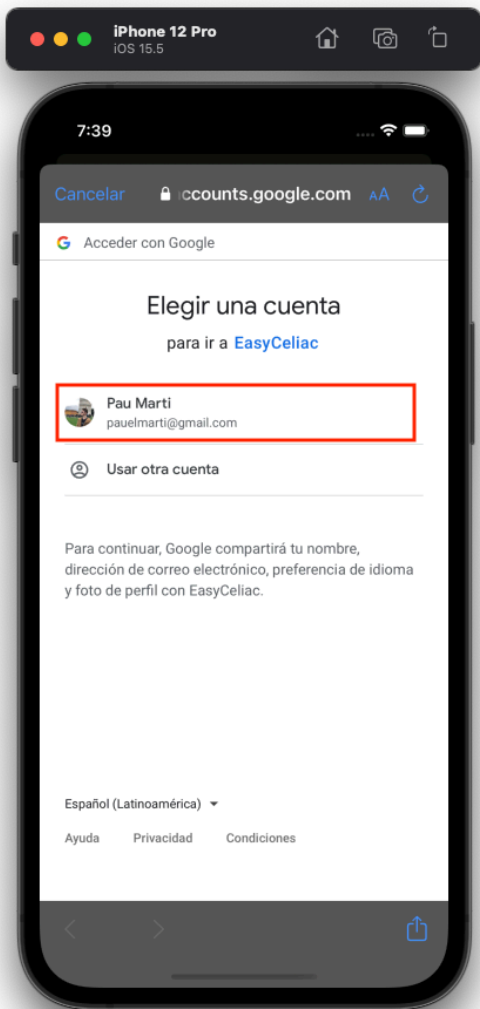 iPhone 12 Pro
iOS 15.5
7:39
Cancelar ccounts.google.com AA
Acceder con Google
Elegir una cuenta
para ir a EasyCeliac
Pau Marti
pauelmarti@gmail.com
Usar otra cuenta
Para continuar, Google compartirá tu nombre,
dirección de correo electrónico, preferencia de idioma
y foto de perfil con EasyCeliac.
Español (Latinoamérica)
Ayuda Privacidad Condiciones